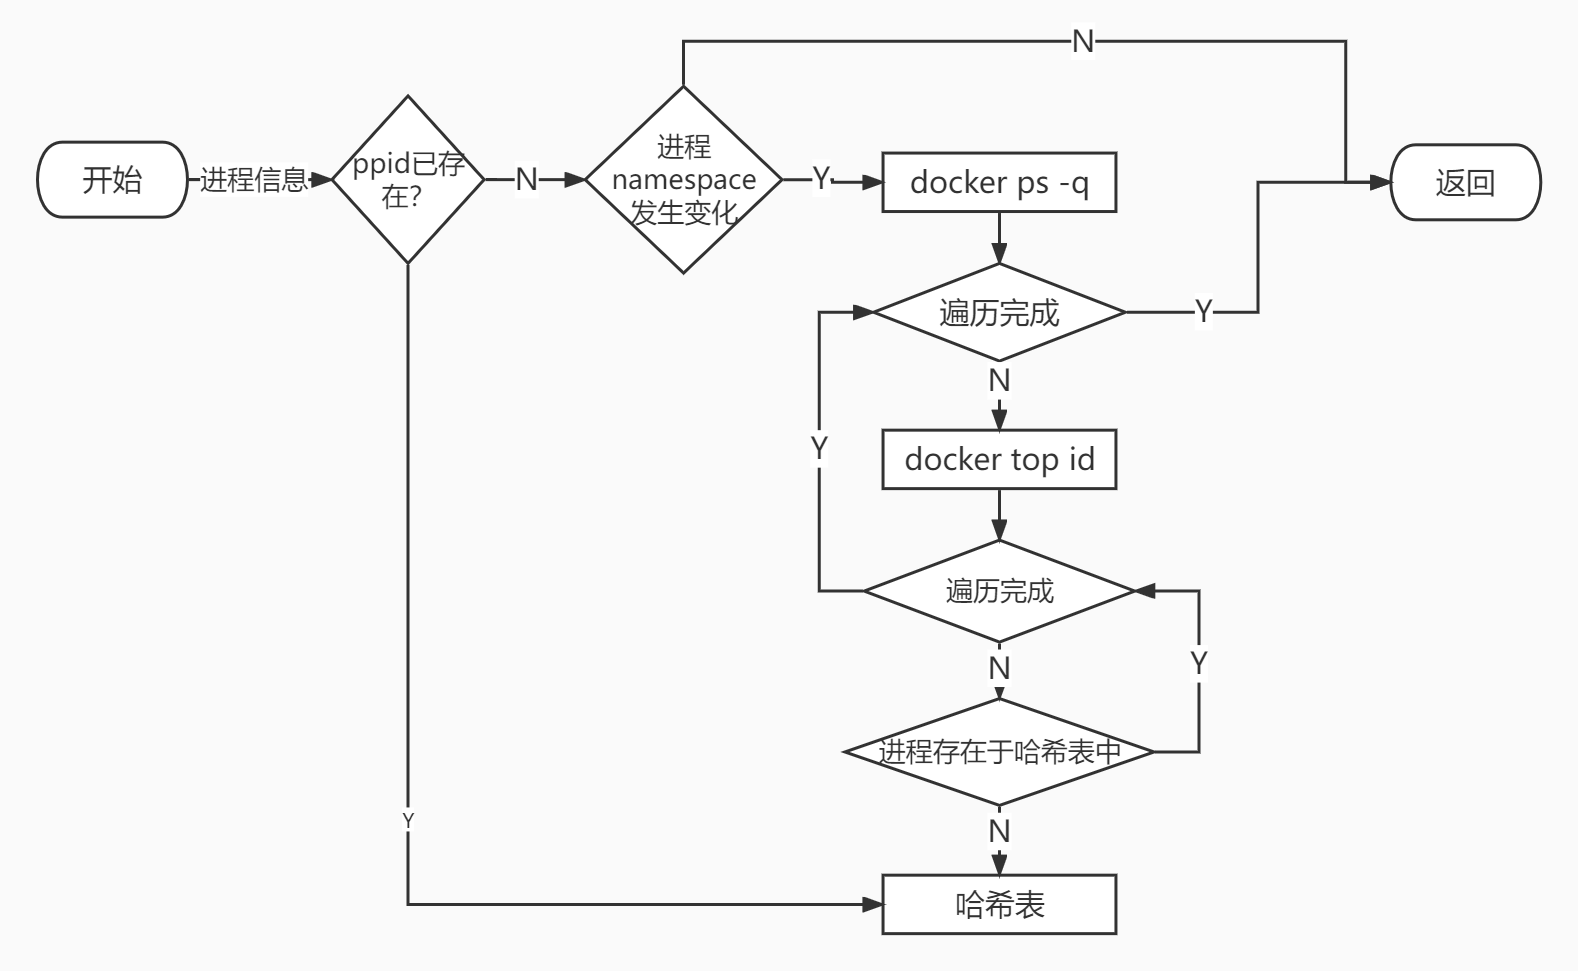 N
开始
进程信息
ppid已存
在?
N
进程
namespace
发生变化
Y
docker ps -q
返回
遍历完成
Y
N
Y
docker top id
遍历完成
N
Y
进程存在于哈希表中
Y
N
哈希表